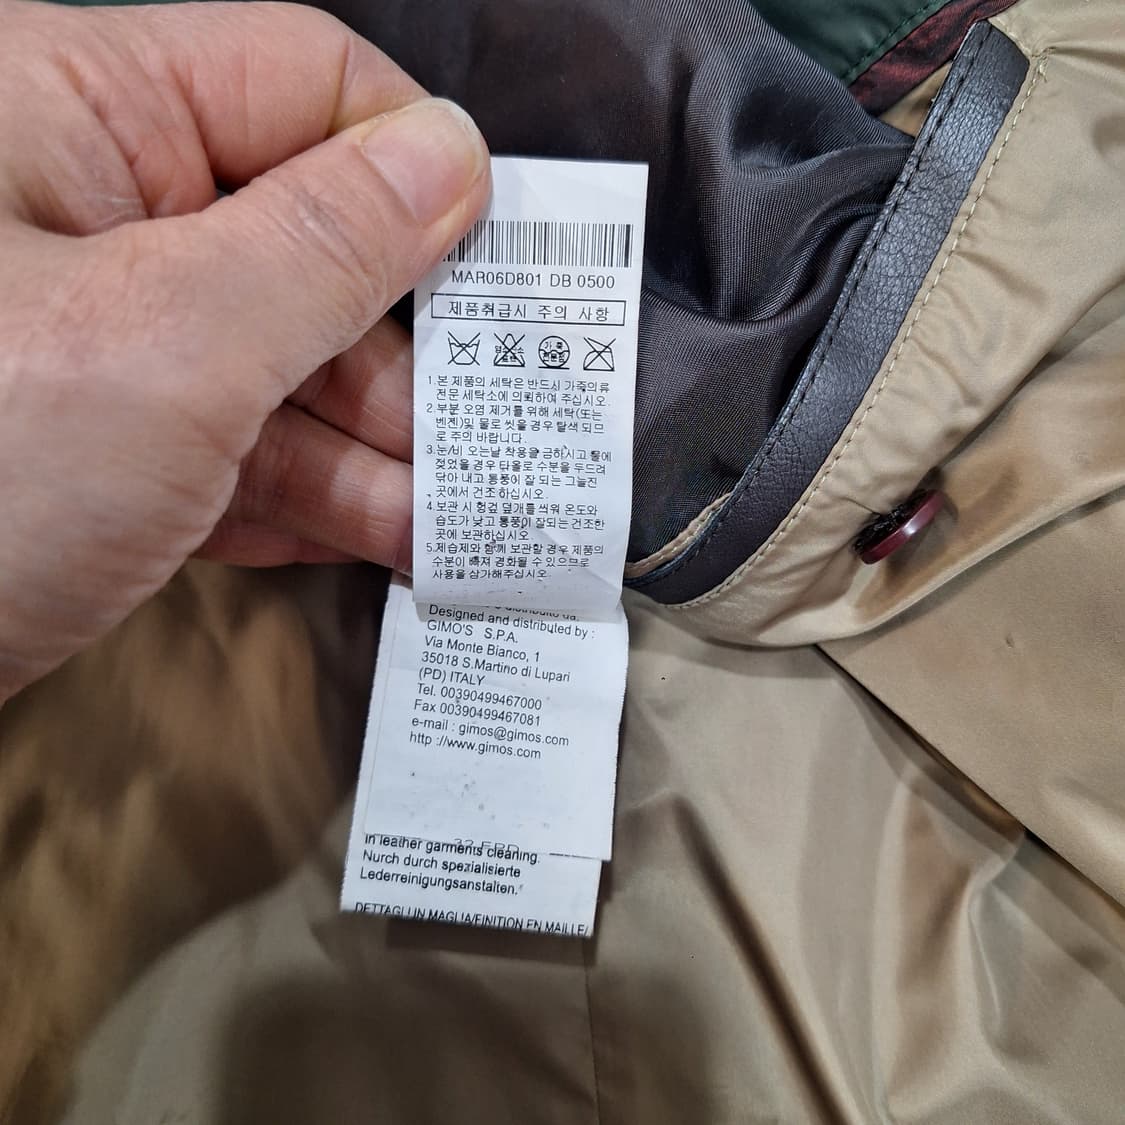 MAR06D801 DB 0500
제품취급시 주의 사항
가 죽
전문점
1.본 제품의 세탁은 반드시 가죽의류
전문 세탁소에 의뢰하여 주십시오.
2.부분 오염 제거를 위해 세탁(또는
벤젠)및 물로 씻을 경우 탈색 되므
로 주의 바랍니다.
3.눈/비 오는날 착용을 금하시고 물에
젖었을 경우 타올로 수분을 두드려
닦아 내고 통풍이 잘 되는 그늘진
곳에서 건조 하십시오.
4.보관 시 헝겊 덮개를 씌워 온도와
습도가 낮고 통풍이 잘되는 건조한
곳에 보관하십시오.
5.제습제와 함께 보관할 경우 제품의
수분이 빠져 경화될 수 있으므로
사용을 삼가해주십시오.
distribuito da:
Designed and distributed by :
GIMO'S S.P.A.
Via Monte Bianco, 1
35018 S.Martino di Lupari
(PD) ITALY
Tel. 00390499467000
Fax 00390499467081
e-mail : gimos@gimos.com
http ://www.gimos.com
In leather garments cleaning.
Nurch durch spezialisierte
Lederreinigungsanstalten.
DETTAGLI IN MAGLIA/FINITION EN MAILLE/